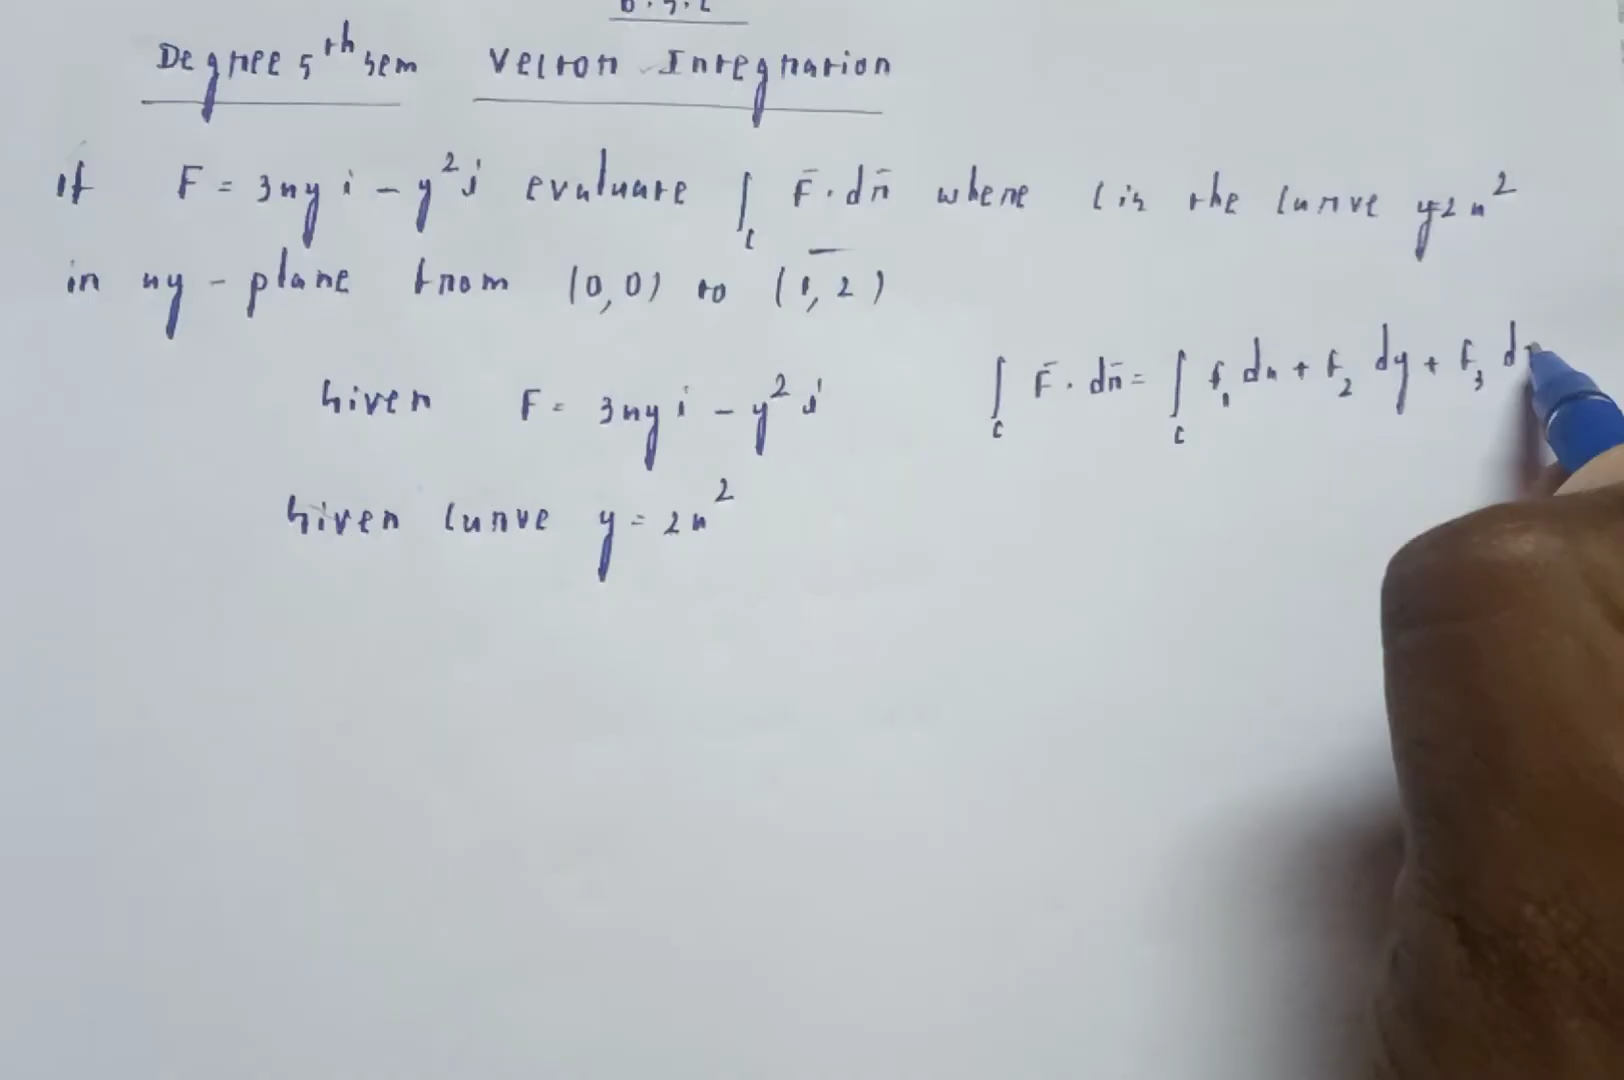 Degree 5th sem Vector Integration
if F = 3xy i - y² j evaluate ∫c F̄ . dr̄ where C is the curve y=2x²
in xy - plane from (0,0) to (1, 2)
Given F = 3xy i - y² j
∫c F̄ . dr̄ = ∫c f₁ dx + f₂ dy + f₃ d
Given curve y = 2x²